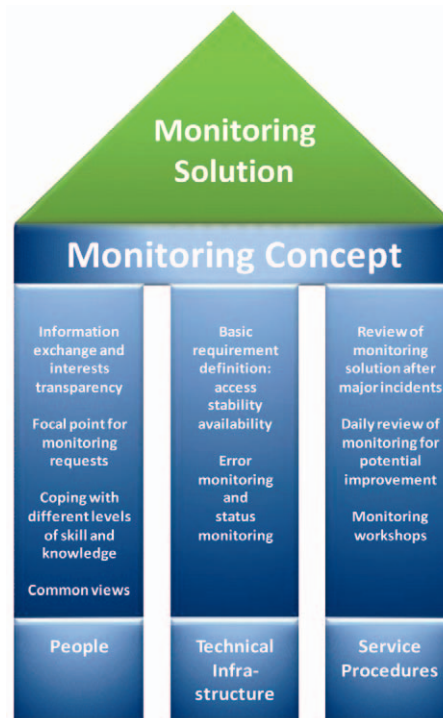 Monitoring
Solution
Monitoring Concept
Information
exchange and
interests
transparency
Focal point for
monitoring
requests
Coping with
different levels
of skill and
knowledge
Common views
People
Basic
requirement
definition:
access
stability
availability
Error
monitoring
and
status
monitoring
Technical
Infra-
structure
Review of
monitoring
solution after
major incidents
Daily review of
monitoring for
potential
improvement
Monitoring
workshops
Service
Procedures